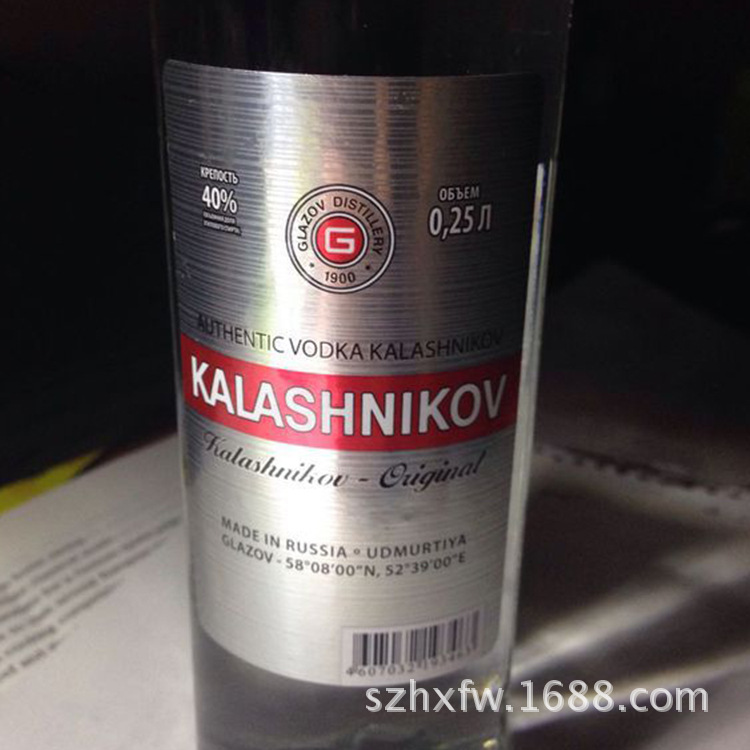 КРЕПОСТЬ
40%
GLAZOV DISTILLERY
G
* 1900 *
ОБЪЕМ
0,25 Л
AUTHENTIC VODKA KALASHNIKOV
KALASHNIKOV
Kalashnikov - Original
MADE IN RUSSIA ° UDMURTIYA
GLAZOV - 58°08'00"N, 52°39'00"E
szhxfw.1688.com